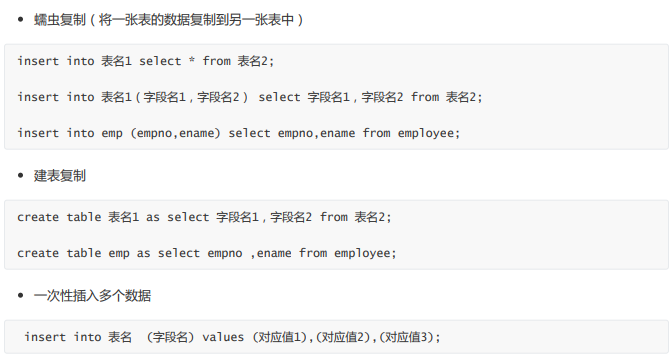 蠕虫复制（将一张表的数据复制到另一张表中）
insert into 表名1 select * from 表名2;
insert into 表名1（字段名1，字段名2） select 字段名1，字段名2 from 表名2;
insert into emp (empno,ename) select empno,ename from employee;
建表复制
create table 表名1 as select 字段名1，字段名2 from 表名2;
create table emp as select empno ,ename from employee;
一次性插入多个数据
insert into 表名 (字段名) values (对应值1),(对应值2),(对应值3);